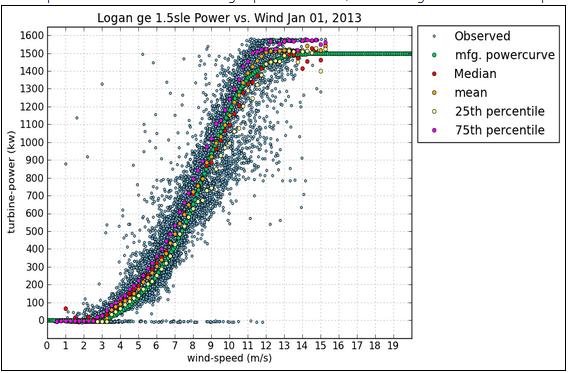 Logan ge 1.5sle Power vs. Wind Jan 01, 2013
1600
1500
1400
1300
1200
1100
1000
900
800
700
600
500
400
300
200
100
0
turbine-power (kw)
0 1 2 3 4 5 6 7 8 9 10 11 12 13 14 15 16 17 18 19
wind-speed (m/s)
Observed
mfg. powercurve
Median
mean
25th percentile
75th percentile